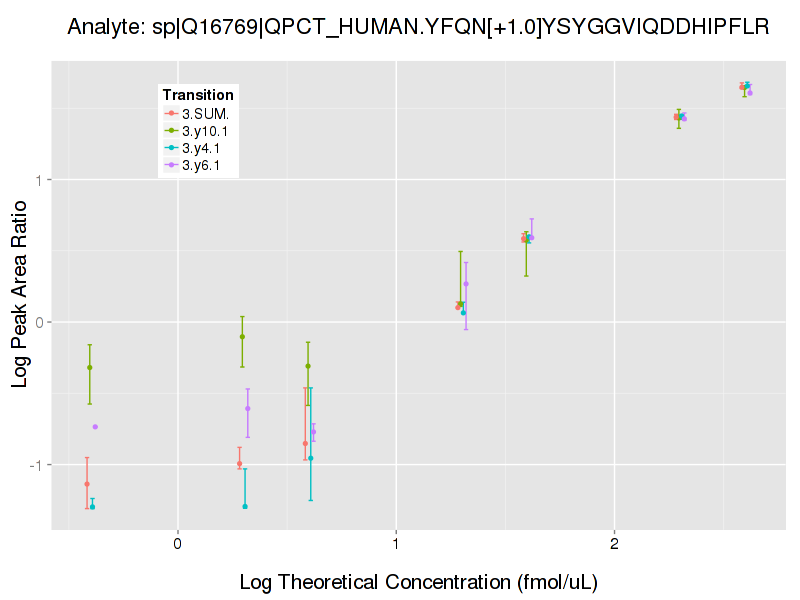 Analyte: sp|Q16769|QPCT_HUMAN.YFQN[+1.0]YSYGGVIQDDHIPFLR
Transition
3.SUM.
3.y10.1
3.y4.1
3.y6.1
Log Peak Area Ratio
1
0
-1
0 1 2
Log Theoretical Concentration (fmol/uL)